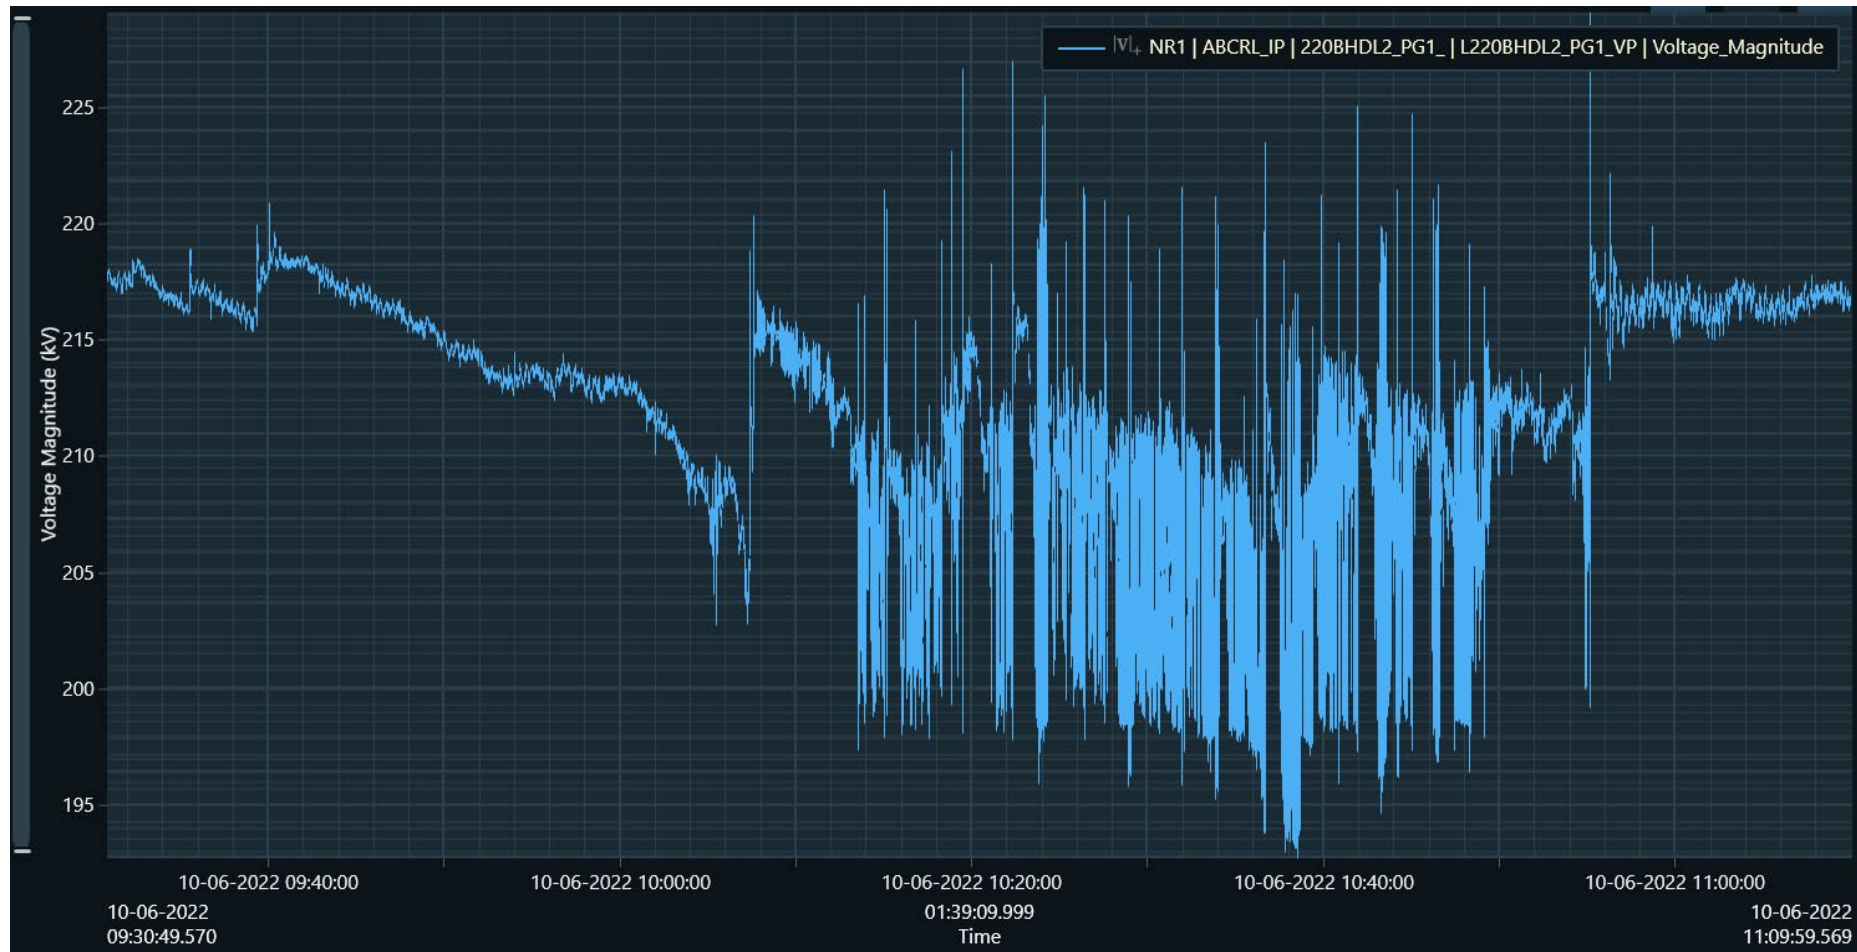 |V|₊ NR1 | ABCRL_IP | 220BHDL2_PG1_ | L220BHDL2_PG1_VP | Voltage_Magnitude
225
220
215
210
205
200
195
Voltage Magnitude (kV)
10-06-2022 09:40:00 10-06-2022 10:00:00 10-06-2022 10:20:00 10-06-2022 10:40:00 10-06-2022 11:00:00
10-06-2022 01:39:09.999 10-06-2022
09:30:49.570 Time 11:09:59.569